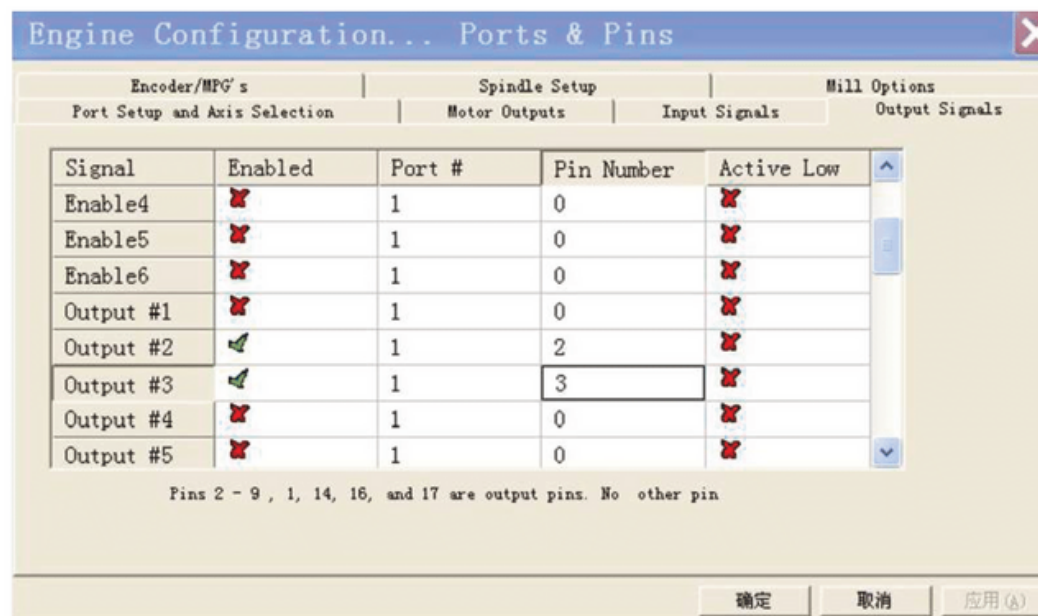 Engine Configuration... Ports & Pins
Encoder/MPG's Spindle Setup Mill Options
Port Setup and Axis Selection Motor Outputs Input Signals Output Signals
Signal Enabled Port # Pin Number Active Low
Enable4 1 0
Enable5 1 0
Enable6 1 0
Output #1 1 0
Output #2 1 2
Output #3 1 3
Output #4 1 0
Output #5 1 0
Pins 2 - 9 , 1, 14, 16, and 17 are output pins. No other pin
确定 取消 应用(A)